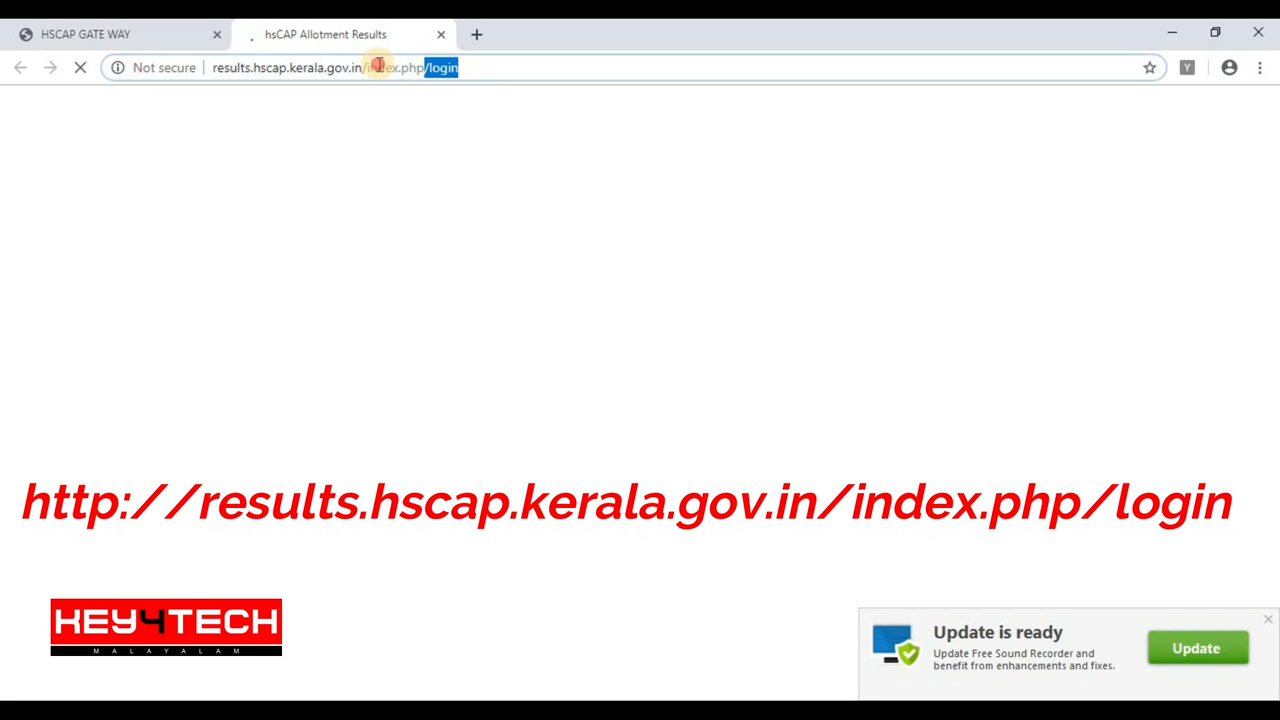 HSCAP GATE WAY
hsCAP Allotment Results
Not secure
results.hscap.kerala.gov.in/index.php/login
Y
http://results.hscap.kerala.gov.in/index.php/login
KEY4TECH
MALAYALAM
Update is ready
Update Free Sound Recorder and
benefit from enhancements and fixes.
Update